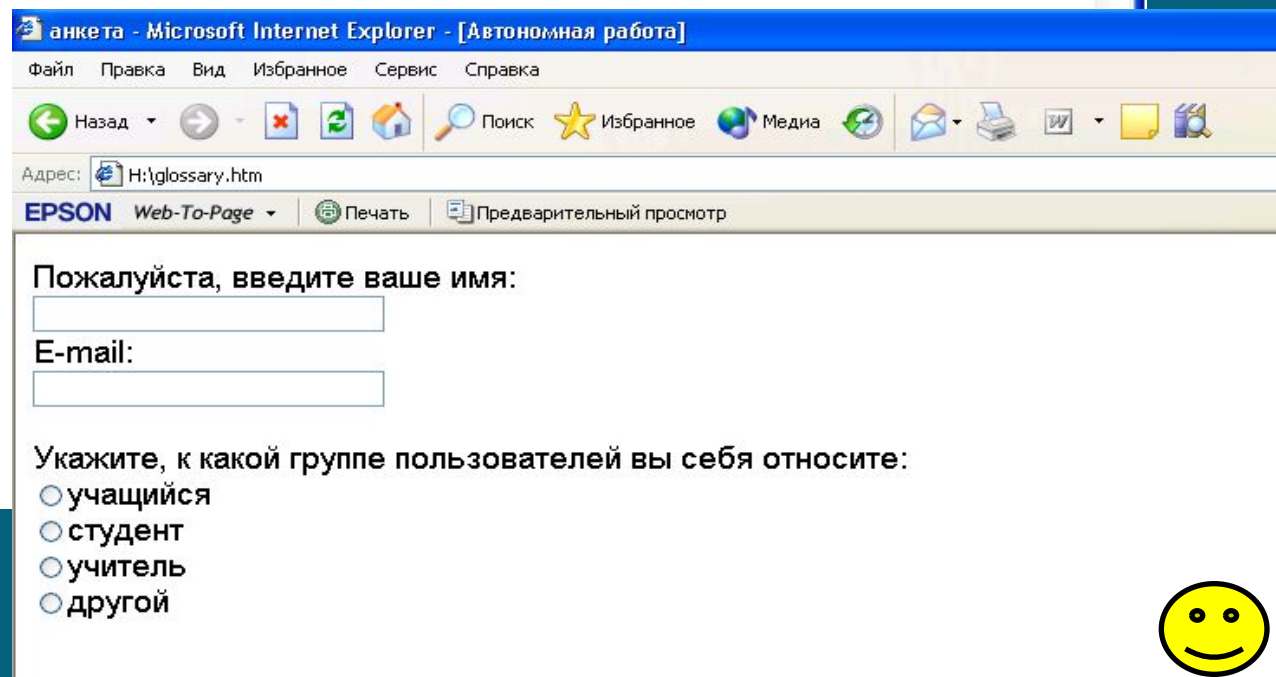 анкета - Microsoft Internet Explorer - [Автономная работа]
Файл Правка Вид Избранное Сервис Справка
Назад Поиск Избранное Медиа W
Адрес: H:\glossary.htm
EPSON Web-To-Page Печать Предварительный просмотр
Пожалуйста, введите ваше имя:
E-mail:
Укажите, к какой группе пользователей вы себя относите:
учащийся
студент
учитель
другой